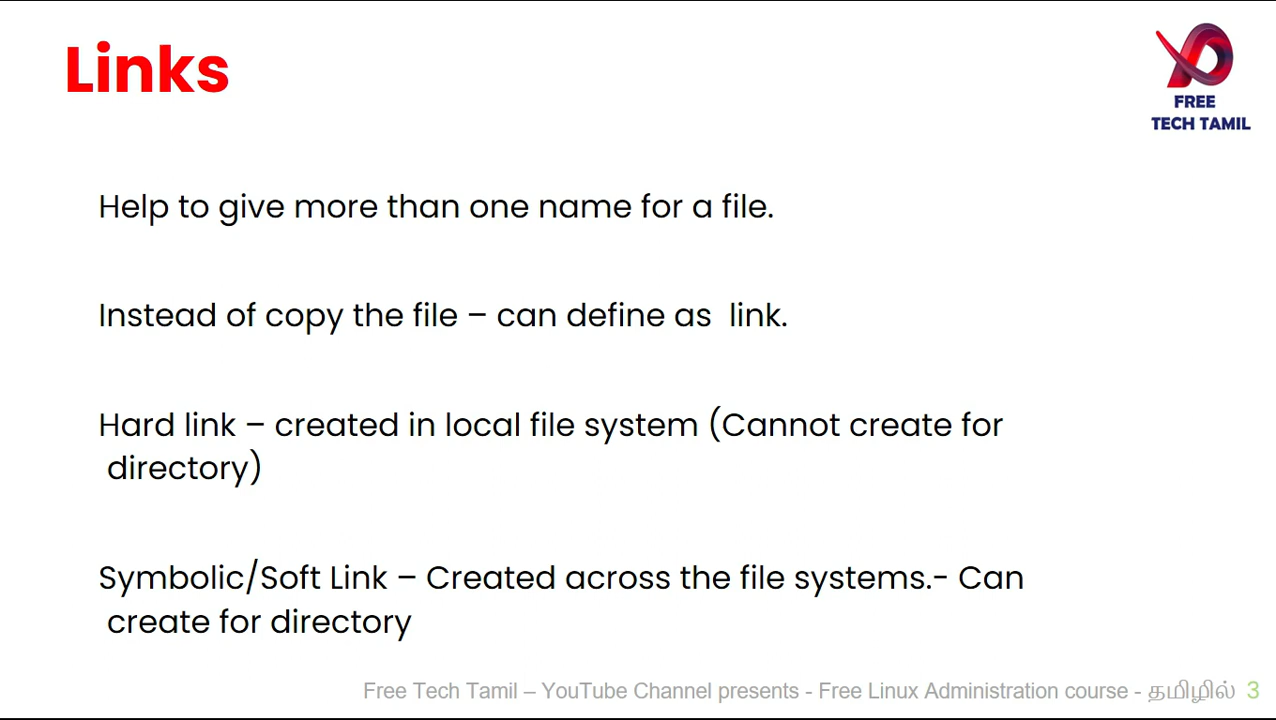 Links
FREE
TECH TAMIL
Help to give more than one name for a file.
Instead of copy the file – can define as  link.
Hard link – created in local file system (Cannot create for
directory)
Symbolic/Soft Link – Created across the file systems.- Can
create for directory
Free Tech Tamil – YouTube Channel presents - Free Linux Administration course - தமிழில் 3